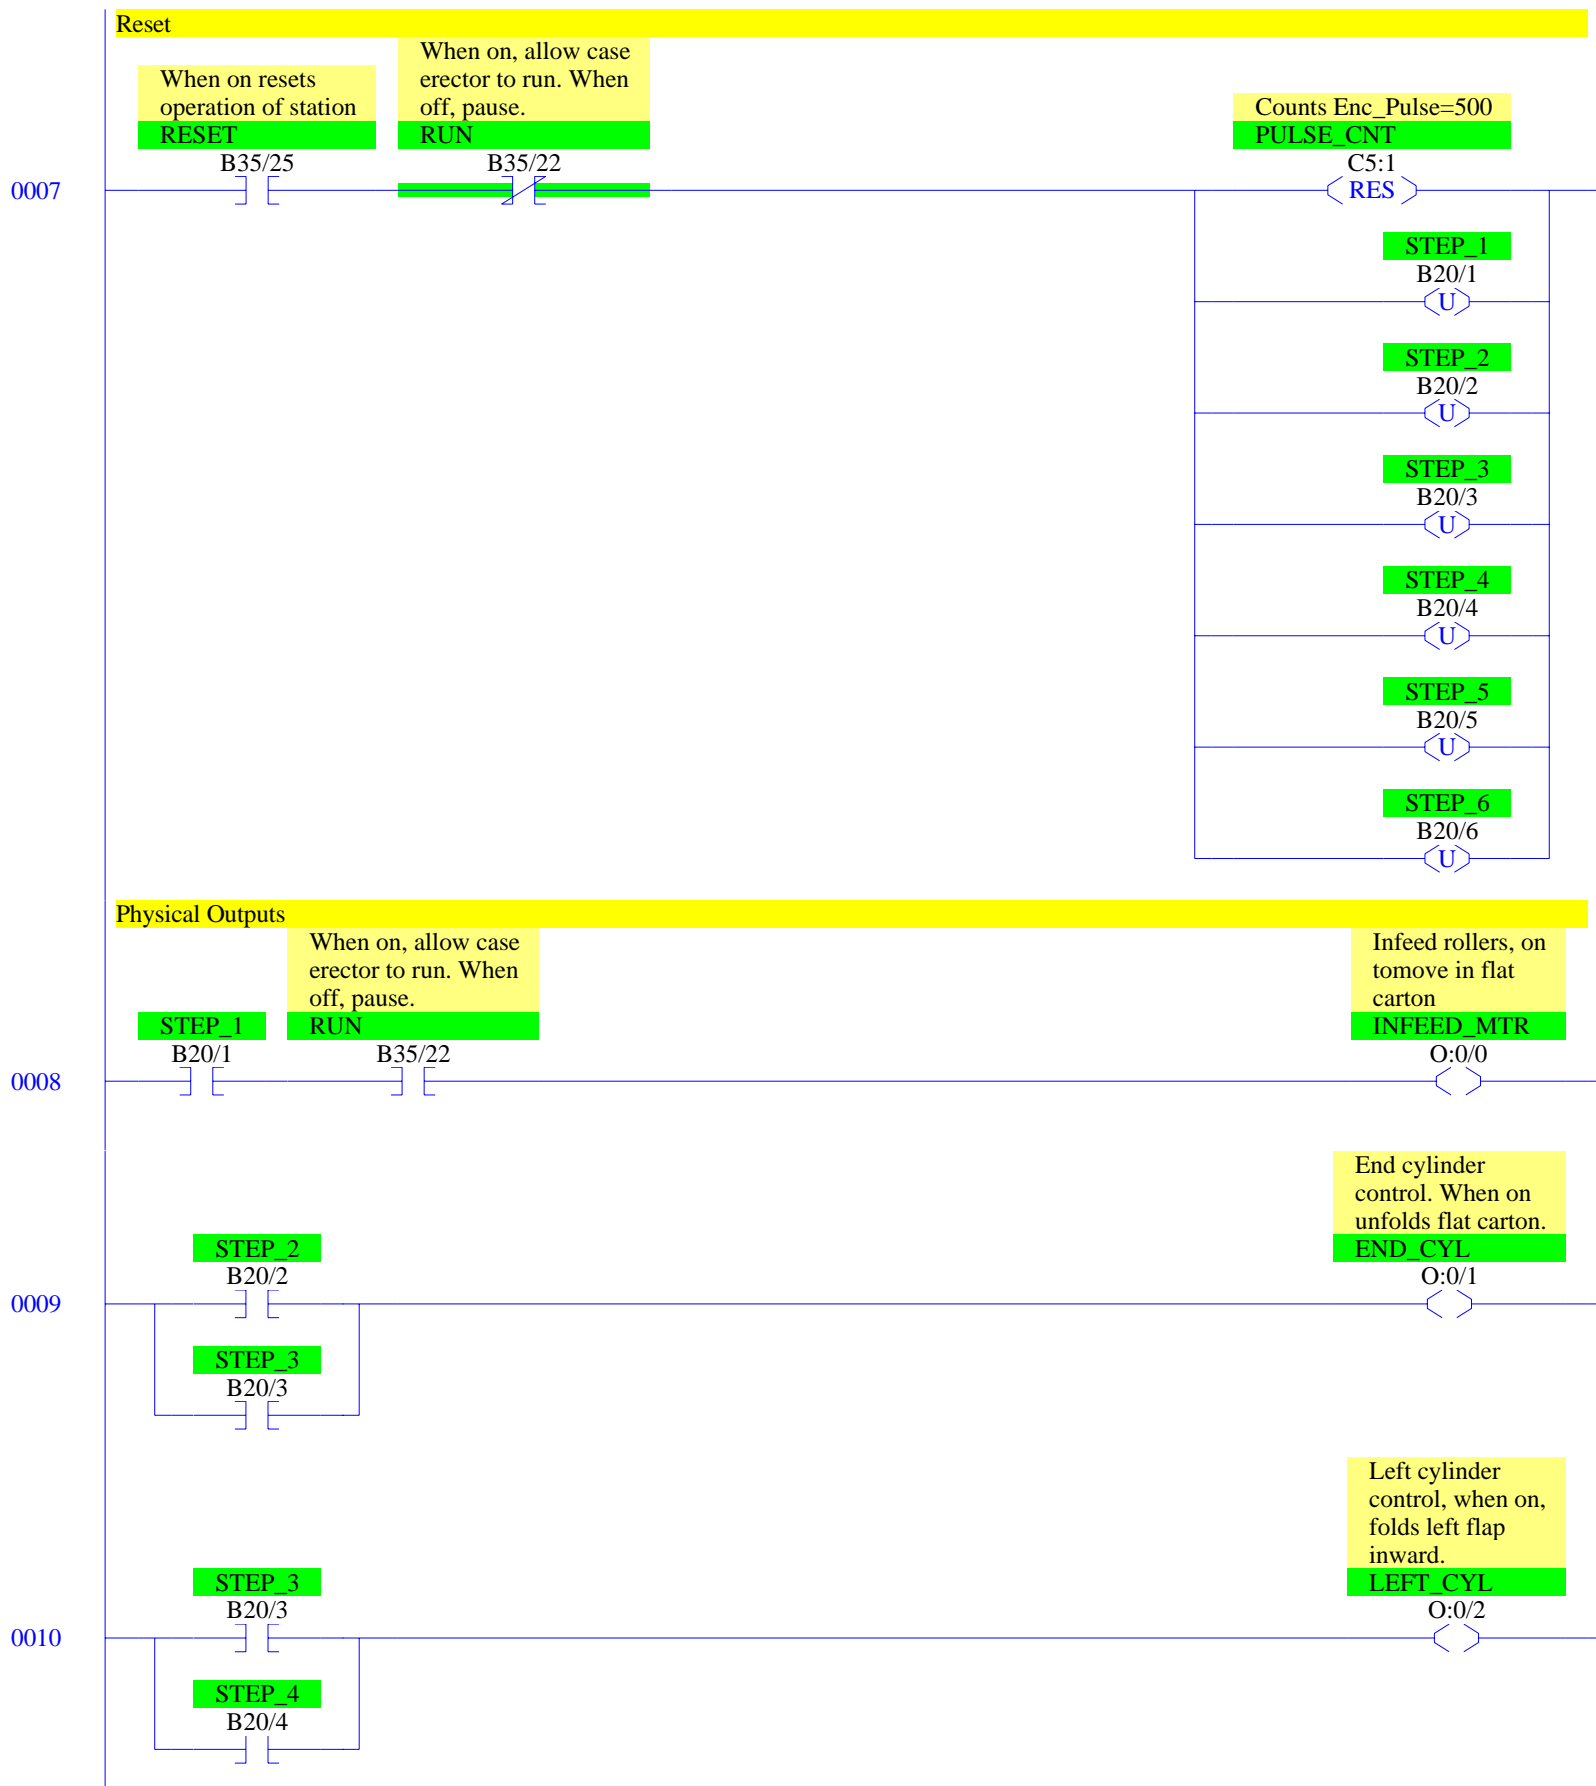 Reset
When on resets
operation of station
RESET
B35/25
When on, allow case
erector to run. When
off, pause.
RUN
B35/22
Counts Enc_Pulse=500
PULSE_CNT
C5:1
RES
0007
STEP_1
B20/1
U
STEP_2
B20/2
U
STEP_3
B20/3
U
STEP_4
B20/4
U
STEP_5
B20/5
U
STEP_6
B20/6
U
Physical Outputs
STEP_1
B20/1
When on, allow case
erector to run. When
off, pause.
RUN
B35/22
Infeed rollers, on
tomove in flat
carton
INFEED_MTR
O:0/0
0008
End cylinder
control. When on
unfolds flat carton.
END_CYL
O:0/1
STEP_2
B20/2
0009
STEP_3
B20/3
Left cylinder
control, when on,
folds left flap
inward.
LEFT_CYL
O:0/2
STEP_3
B20/3
0010
STEP_4
B20/4